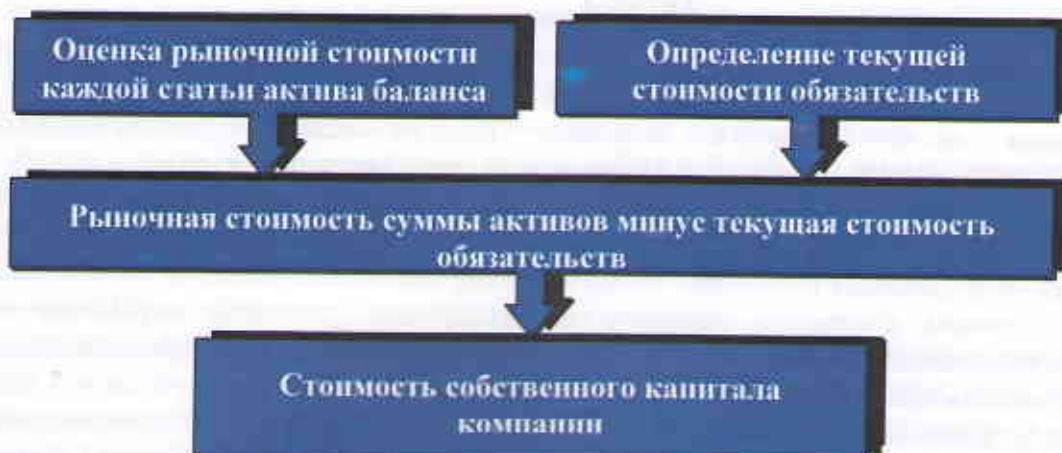 Оценка рыночной стоимости
каждой статьи актива баланса
Определение текущей
стоимости обязательств
Рыночная стоимость суммы активов минус текущая стоимость
обязательств
Стоимость собственного капитала
компании